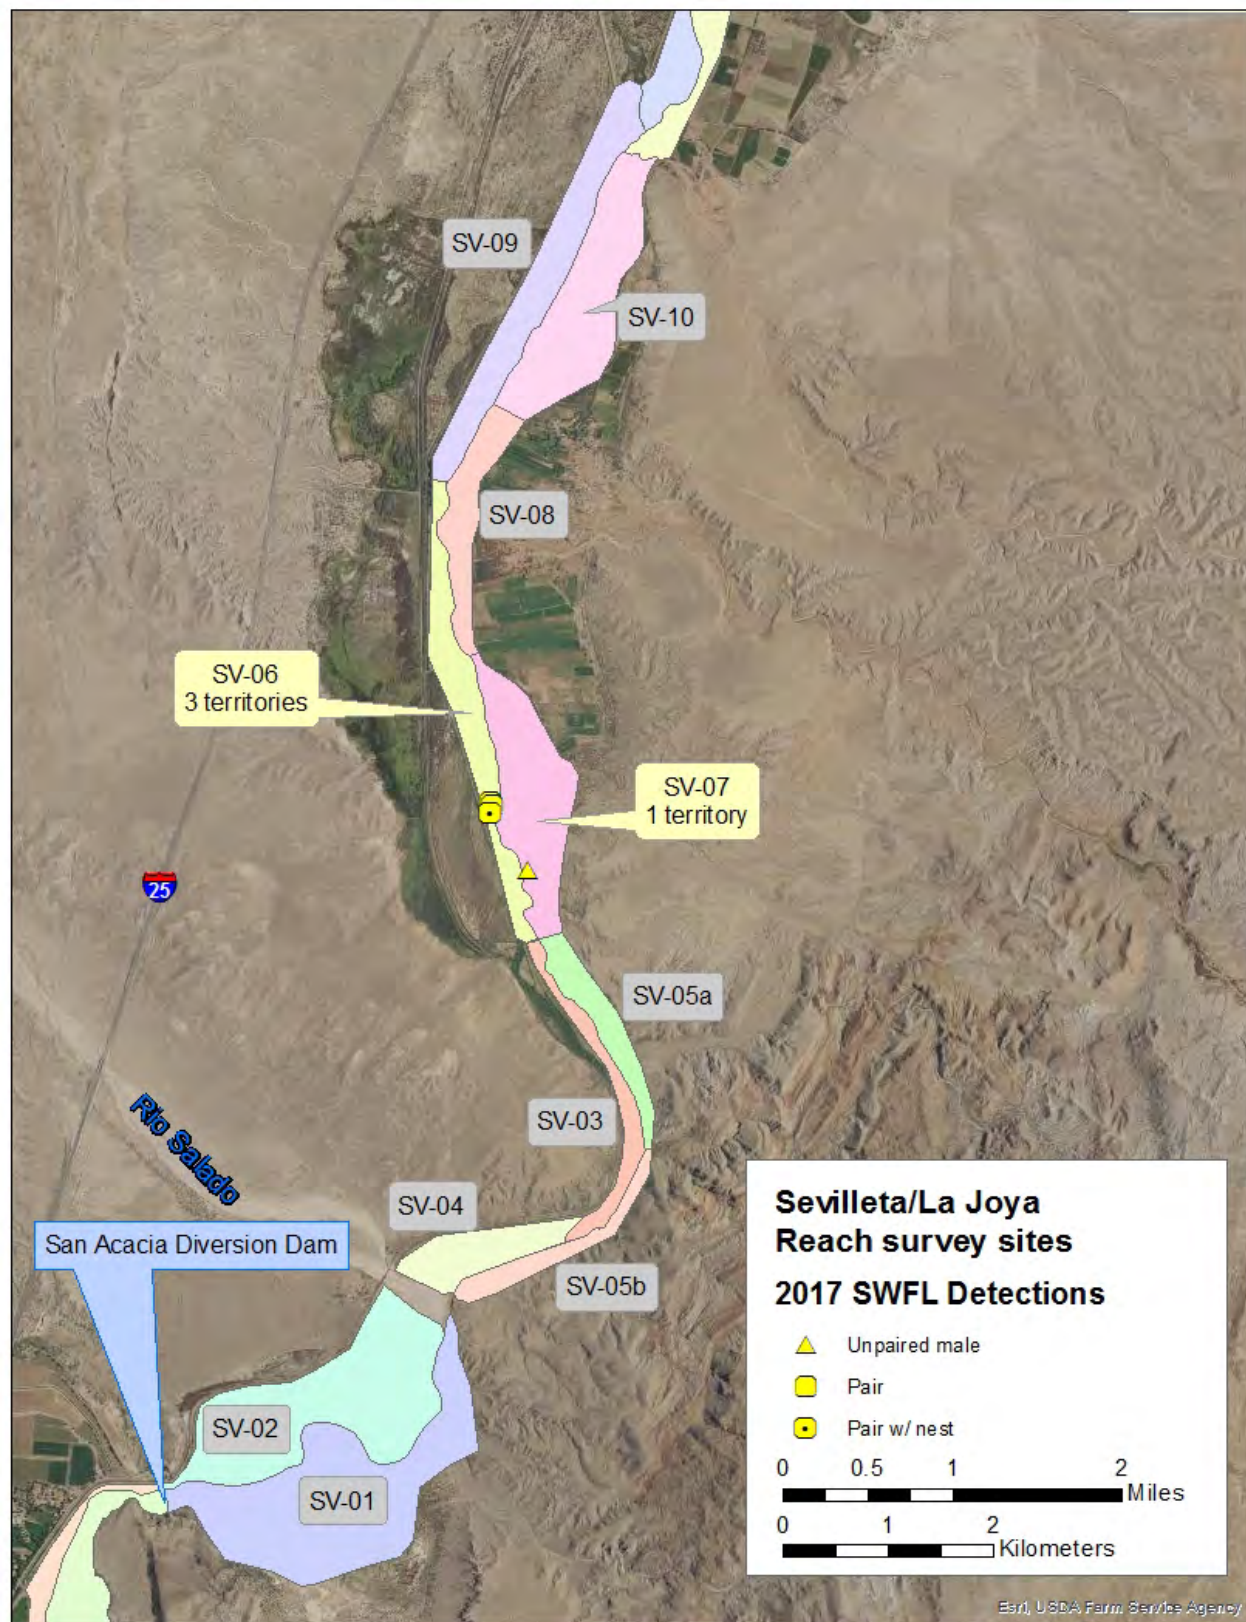 SV-09
SV-10
SV-08
SV-06
3 territories
SV-07
1 territory
25
SV-05a
SV-03
Rio Salado
SV-04
San Acacia Diversion Dam
SV-05b
SV-02
SV-01
Sevilleta/La Joya
Reach survey sites
2017 SWFL Detections
Unpaired male
Pair
Pair w/ nest
0 0.5 1 2
Miles
0 1 2
Kilometers
Esri, USDA Farm Service Agency